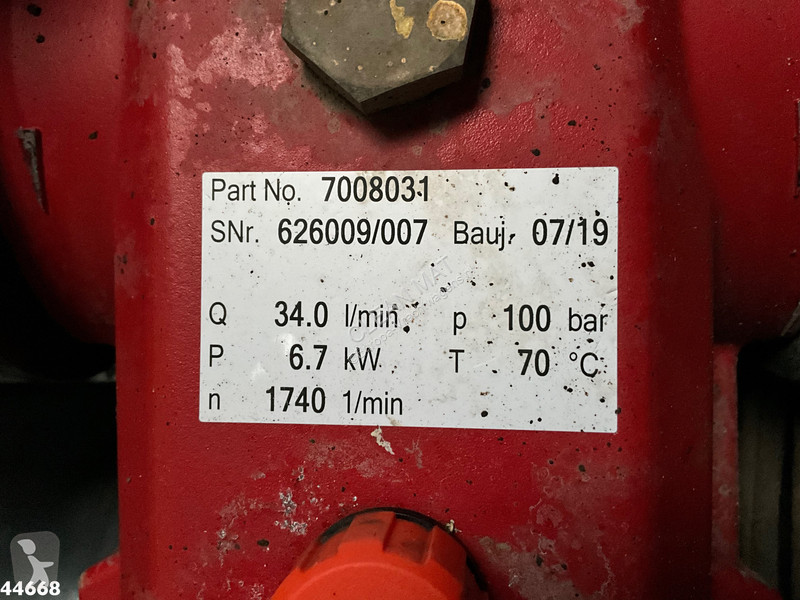 Part No. 7008031
SNr. 626009/007 Bauj. 07/19
Q 34.0 l/min p 100 bar
P 6.7 kW T 70 °C
n 1740 1/min
44668